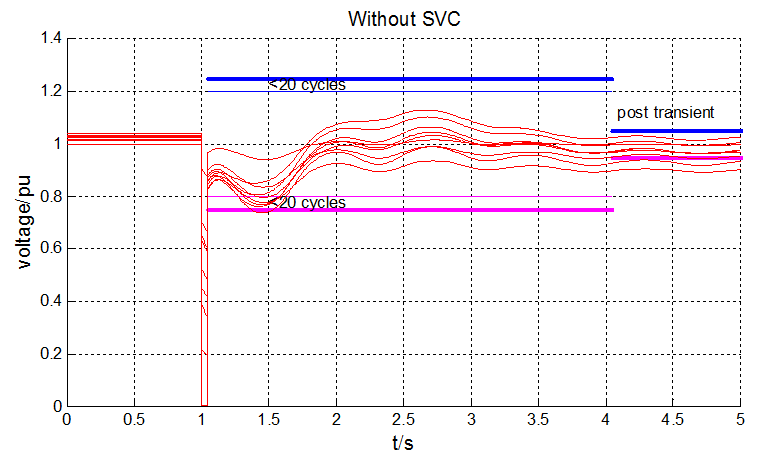 Without SVC
1.4
1.2
1
0.8
0.6
0.4
0.2
0
voltage/pu
<20 cycles
post transient
<20 cycles
0 0.5 1 1.5 2 2.5 3 3.5 4 4.5 5
t/s